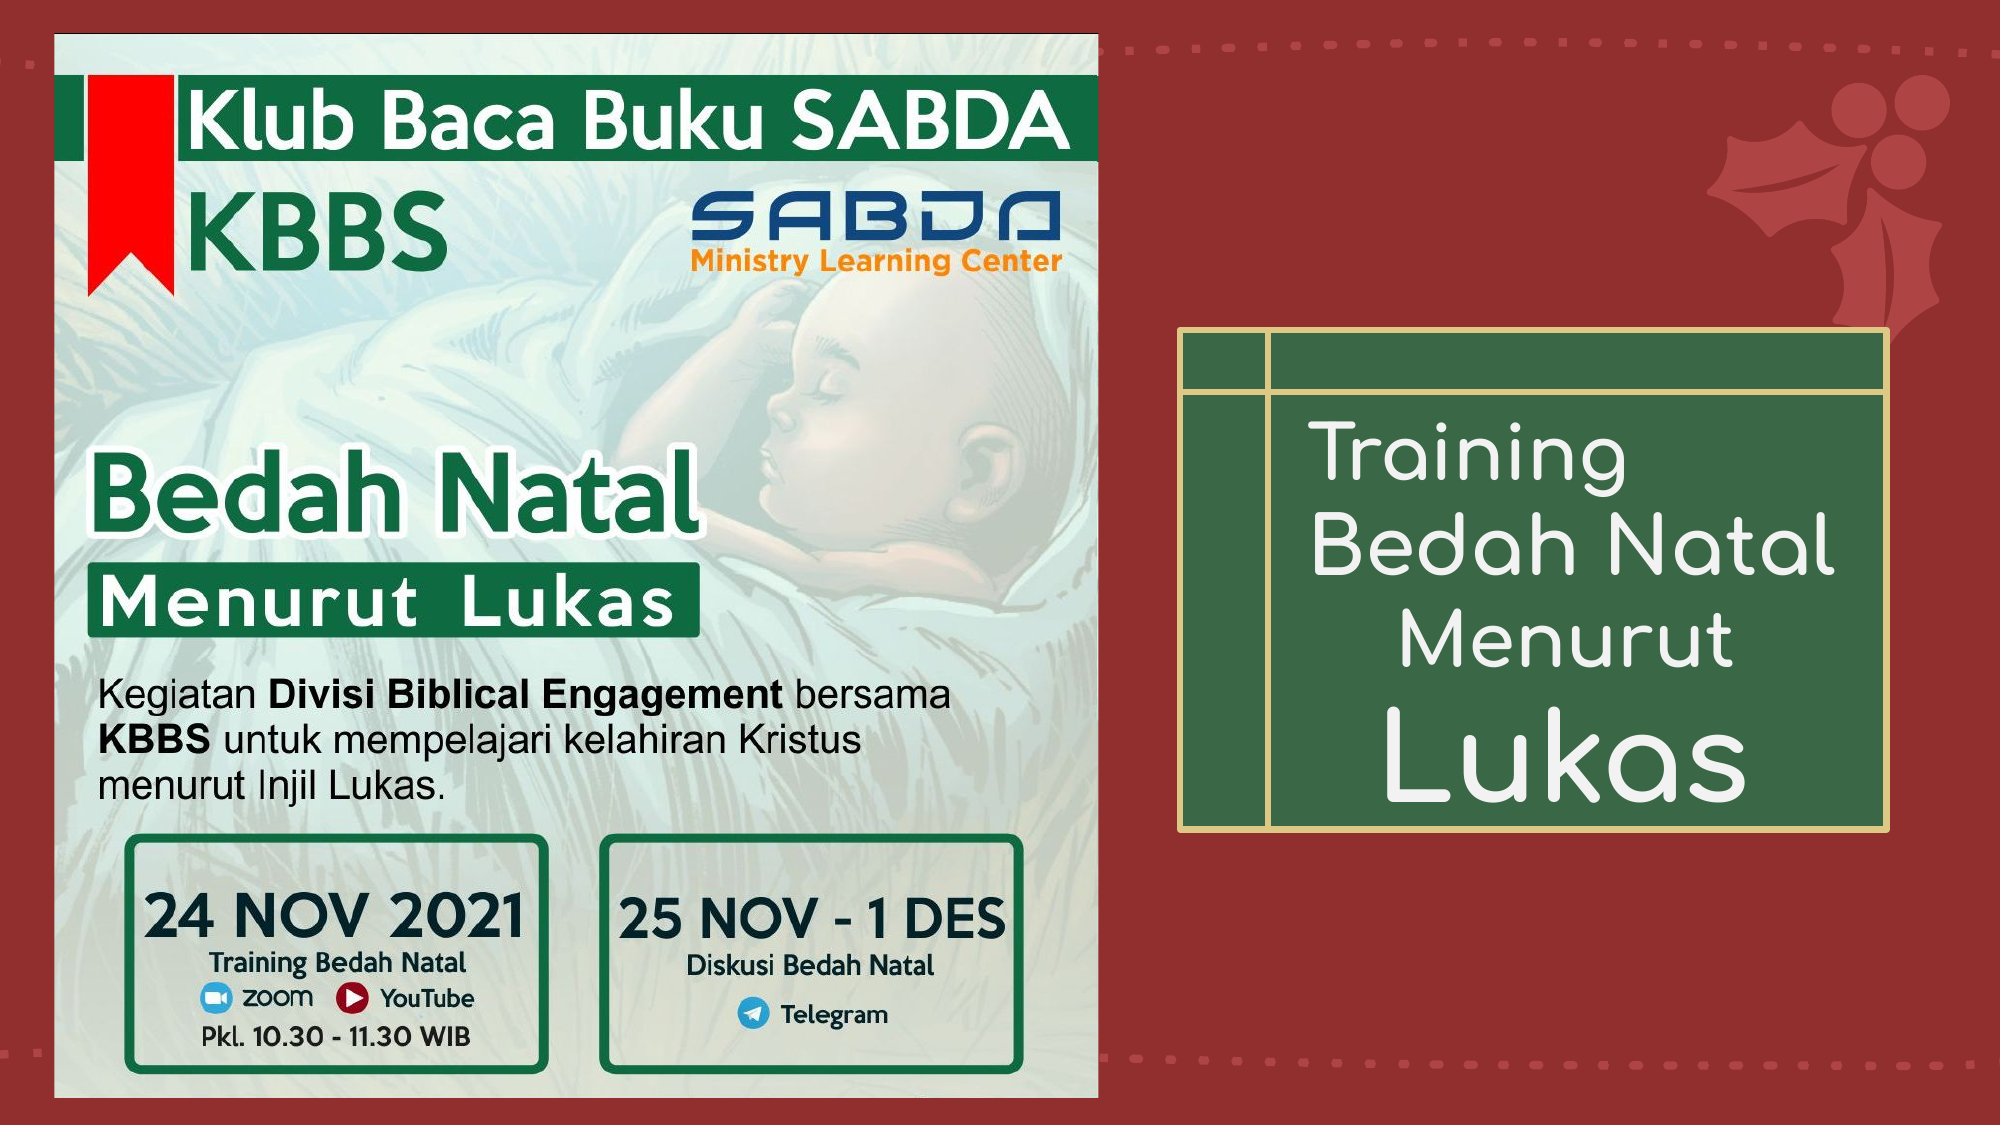 Klub Baca Buku SABDA
KBBS
SABDA
Ministry Learning Center
Bedah Natal
Menurut Lukas
Kegiatan Divisi Biblical Engagement bersama
KBBS untuk mempelajari kelahiran Kristus
menurut Injil Lukas.
24 NOV 2021
Training Bedah Natal
zoom YouTube
Pkl. 10.30 - 11.30 WIB
25 NOV - 1 DES
Diskusi Bedah Natal
Telegram
Training
Bedah Natal
Menurut
Lukas